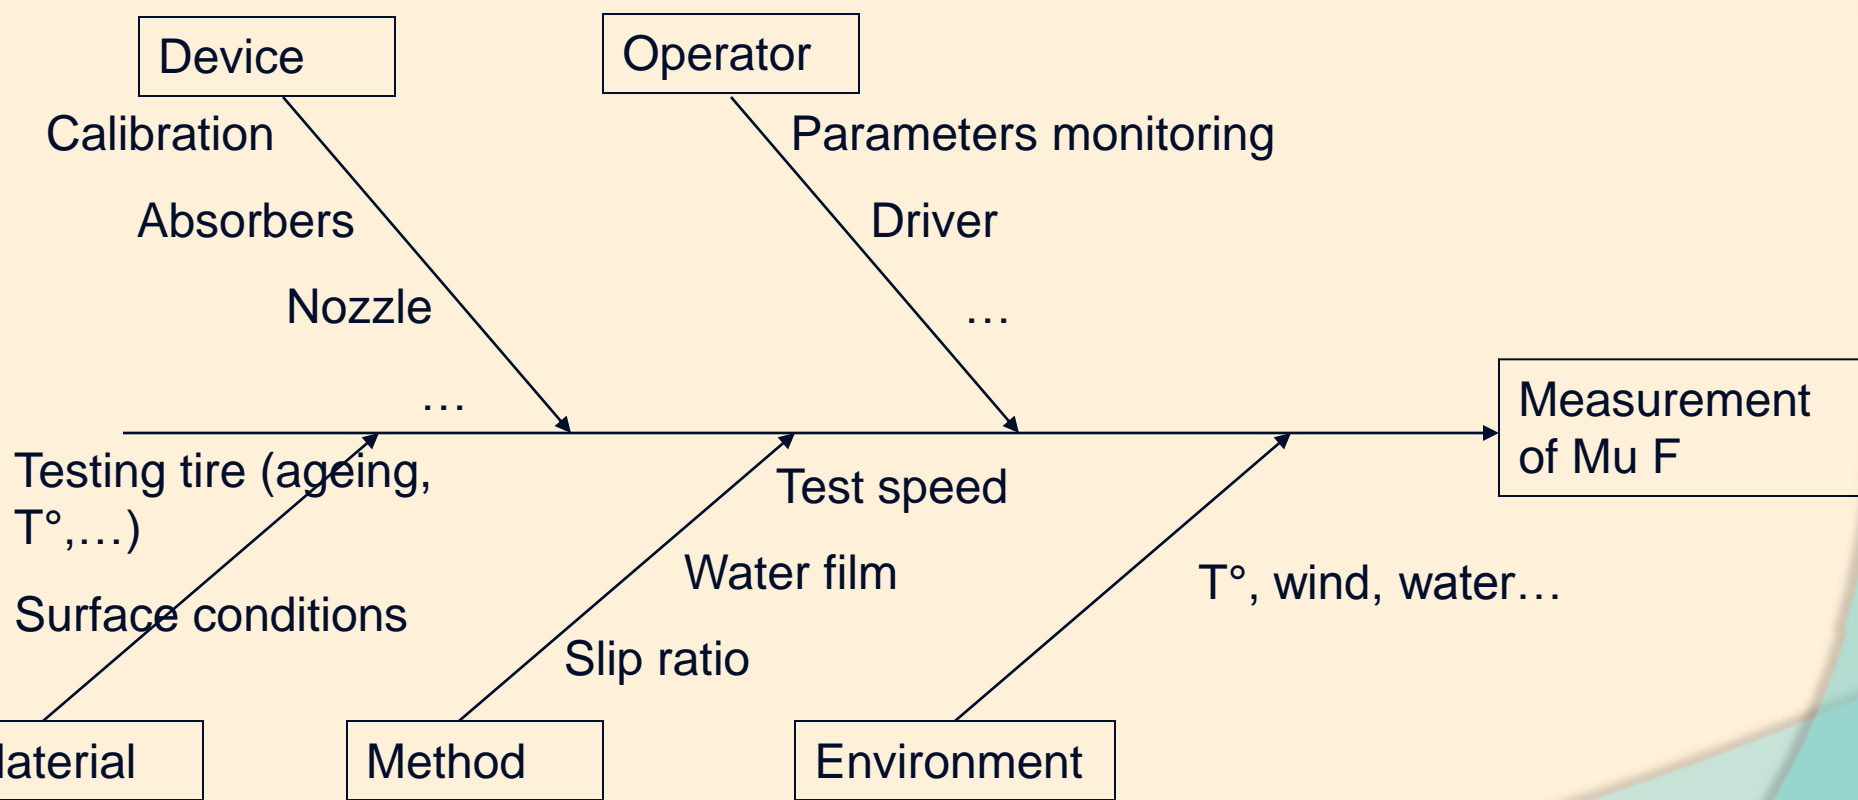 Device
Operator
Calibration
Parameters monitoring
Absorbers
Driver
Nozzle
…
…
Measurement
of Mu F
Testing tire (ageing,
T°,…)
Test speed
Water film
T°, wind, water…
Surface conditions
Slip ratio
aterial
Method
Environment